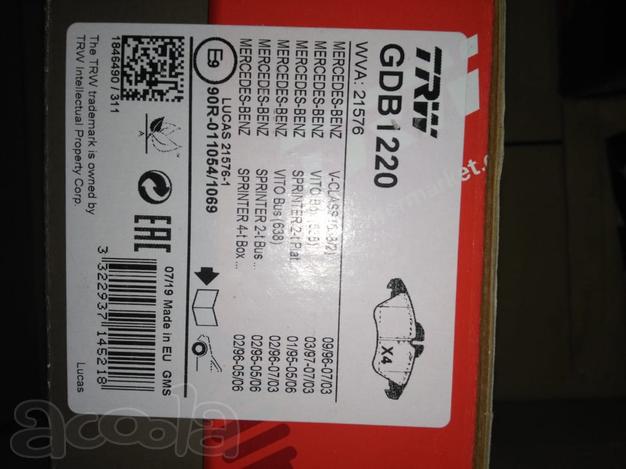 TRW
GDB1220
WVA: 21576
MERCEDES-BENZ V-CLASS (638/2) 09/96-07/03
MERCEDES-BENZ VITO Box (638) 03/97-07/03
MERCEDES-BENZ SPRINTER 2-t Plat. 01/95-05/06
MERCEDES-BENZ VITO Bus (638) 02/96-07/03
MERCEDES-BENZ SPRINTER 2-t Bus ... 02/95-05/06
MERCEDES-BENZ SPRINTER 4-t Box ... 02/96-05/06
X4
LUCAS 21576-1
E9 90R-011054/1069
1846490 / 311
The TRW trademark is owned by
TRW Intellectual Property Corp.
EAC
07/19 Made in EU GMS
3 322937 145218
Lucas
acoola